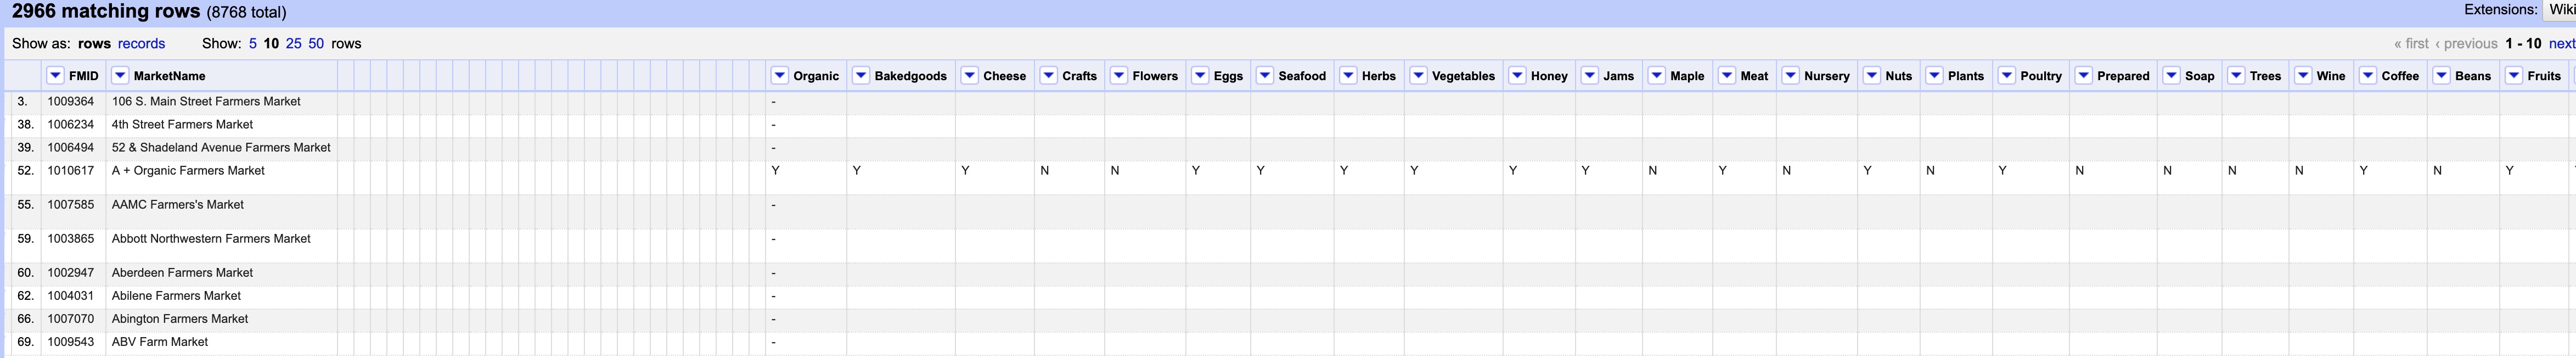 2966 matching rows (8768 total)
Extensions: Wiki
Show as: rows records Show: 5 10 25 50 rows « first ‹ previous 1 - 10 next
FMID MarketName Organic Bakedgoods Cheese Crafts Flowers Eggs Seafood Herbs Vegetables Honey Jams Maple Meat Nursery Nuts Plants Poultry Prepared Soap Trees Wine Coffee Beans Fruits
3. 1009364 106 S. Main Street Farmers Market -
38. 1006234 4th Street Farmers Market -
39. 1006494 52 & Shadeland Avenue Farmers Market -
52. 1010617 A + Organic Farmers Market Y Y Y N N Y Y Y Y Y Y N Y N Y N Y N N N N Y N Y
55. 1007585 AAMC Farmers's Market -
59. 1003865 Abbott Northwestern Farmers Market -
60. 1002947 Aberdeen Farmers Market -
62. 1004031 Abilene Farmers Market -
66. 1007070 Abington Farmers Market -
69. 1009543 ABV Farm Market -